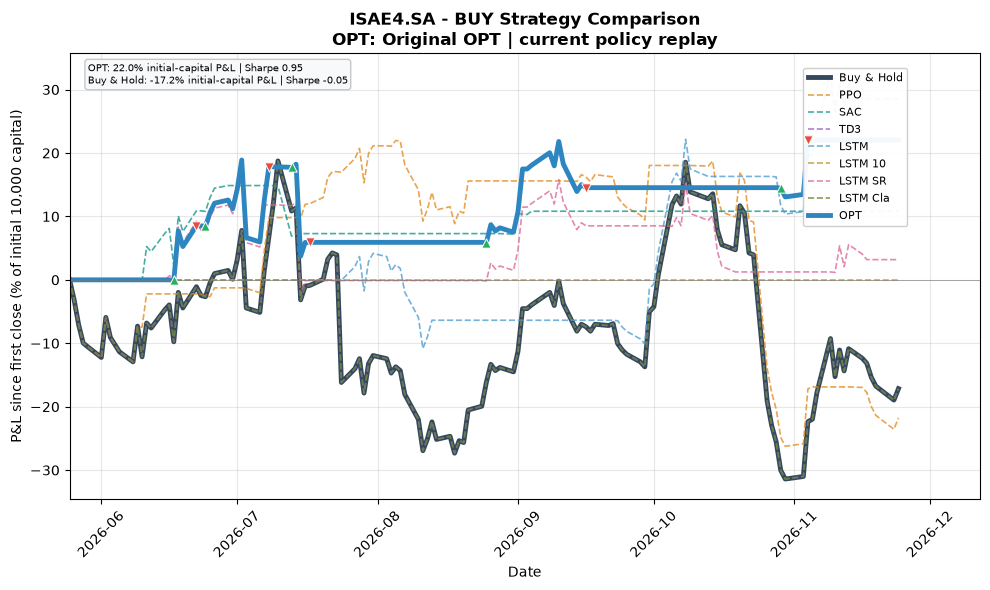 ISAE4.SA - BUY Strategy Comparison
OPT: Original OPT | current policy replay
OPT: 22.0% initial-capital P&L | Sharpe 0.95
Buy & Hold: -17.2% initial-capital P&L | Sharpe -0.05
Buy & Hold
PPO
SAC
TD3
LSTM
LSTM 10
LSTM SR
LSTM Cla
OPT
P&L since first close (% of initial 10,000 capital)
30
20
10
0
−10
−20
−30
2026-06
2026-07
2026-08
2026-09
2026-10
2026-11
2026-12
Date